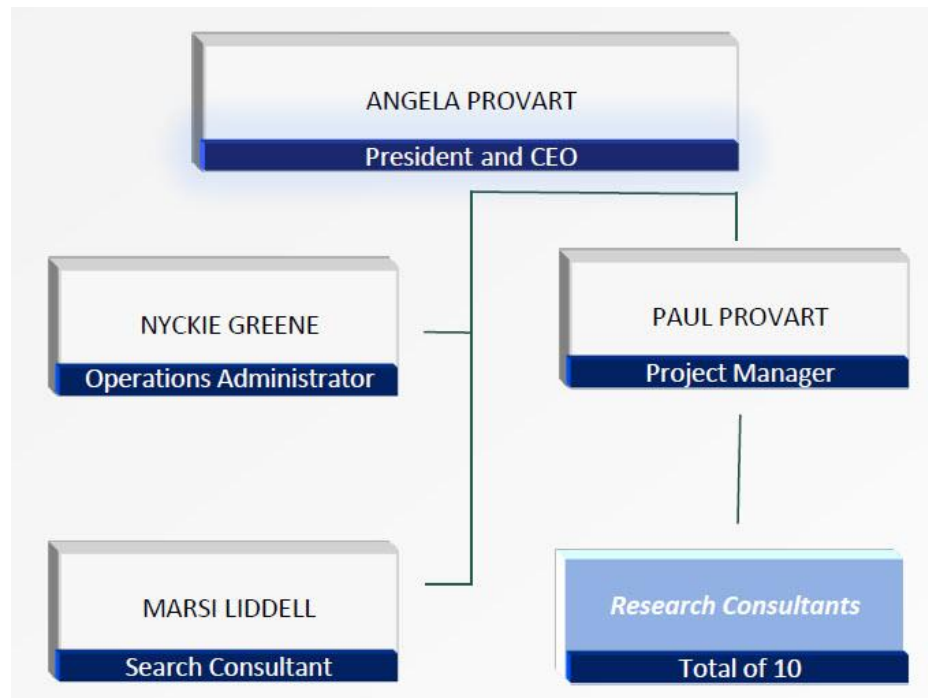 ANGELA PROVART
President and CEO
NYCKIE GREENE
Operations Administrator
PAUL PROVART
Project Manager
MARSI LIDDELL
Search Consultant
Research Consultants
Total of 10